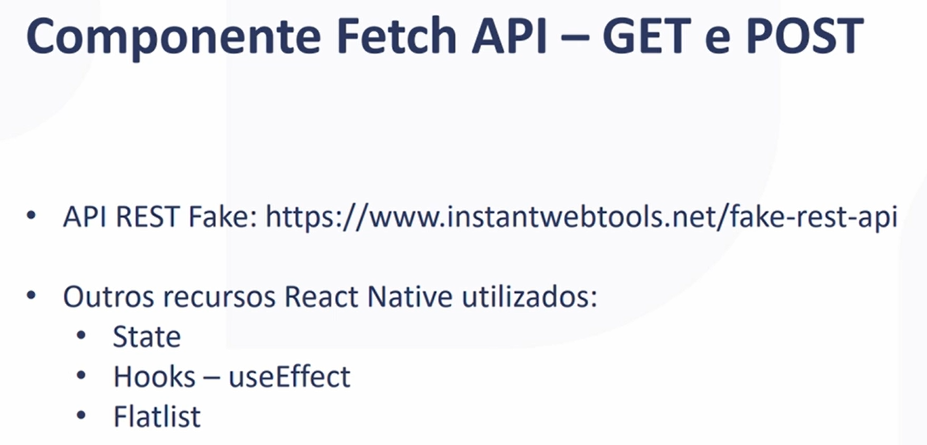 Componente Fetch API – GET e POST
• API REST Fake: https://www.instantwebtools.net/fake-rest-api
• Outros recursos React Native utilizados:
• State
• Hooks – useEffect
• Flatlist